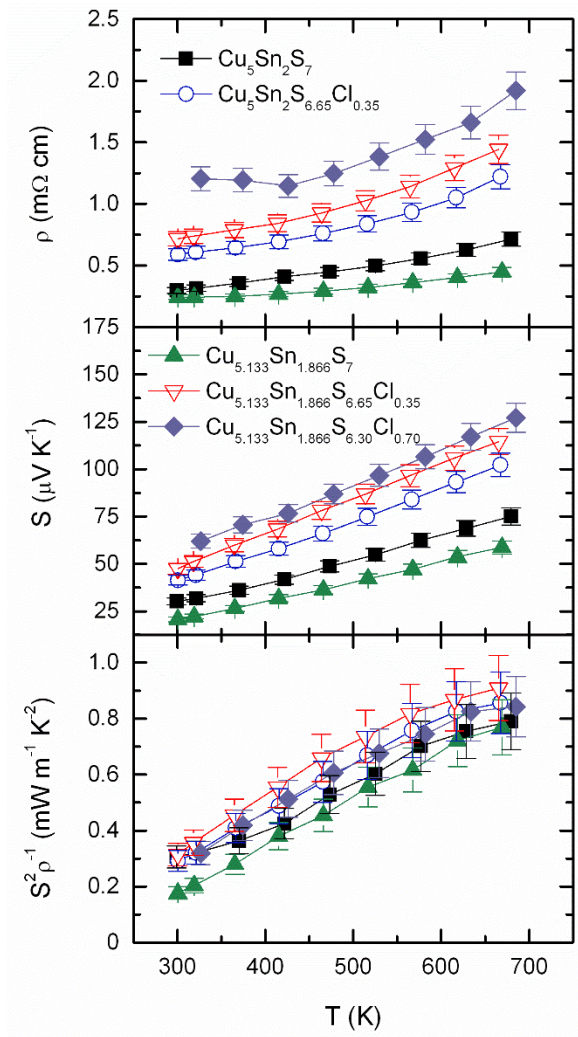 2.5
2.0
1.5
1.0
0.5
ρ (mΩ cm)
Cu₅Sn₂S₇
Cu₅Sn₂S₆.₆₅Cl₀.₃₅
175
150
125
100
75
50
25
S (μV K⁻¹)
Cu₅.₁₃₃Sn₁.₈₆₆S₇
Cu₅.₁₃₃Sn₁.₈₆₆S₆.₆₅Cl₀.₃₅
Cu₅.₁₃₃Sn₁.₈₆₆S₆.₃₀Cl₀.₇₀
1.0
0.8
0.6
0.4
0.2
0
S²ρ⁻¹ (mW m⁻¹ K⁻²)
300 400 500 600 700
T (K)